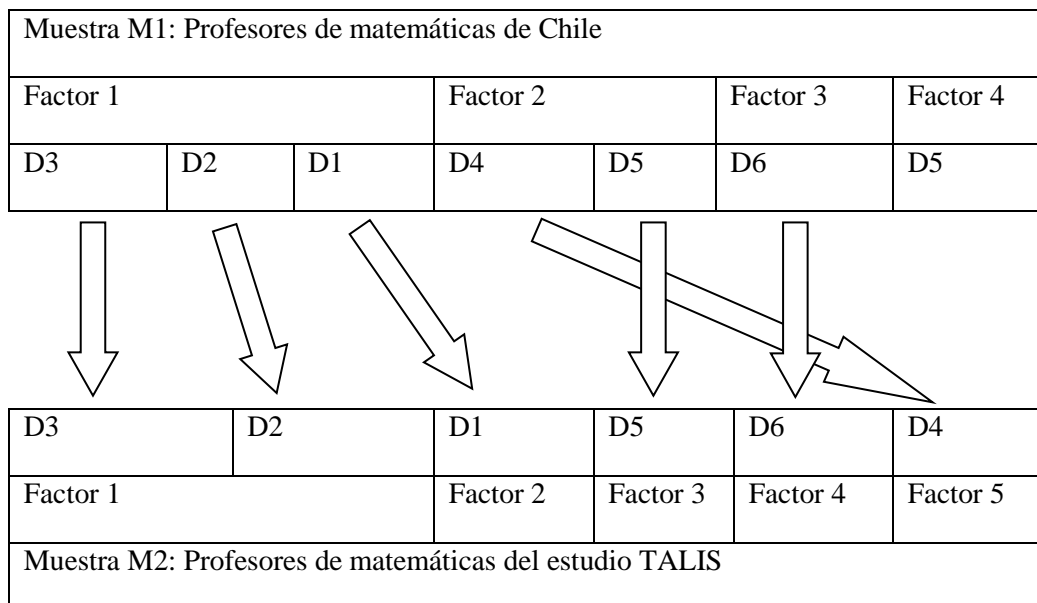 Muestra M1: Profesores de matemáticas de Chile
Factor 1 Factor 2 Factor 3 Factor 4
D3 D2 D1 D4 D5 D6 D5
D3 D2 D1 D5 D6 D4
Factor 1 Factor 2 Factor 3 Factor 4 Factor 5
Muestra M2: Profesores de matemáticas del estudio TALIS